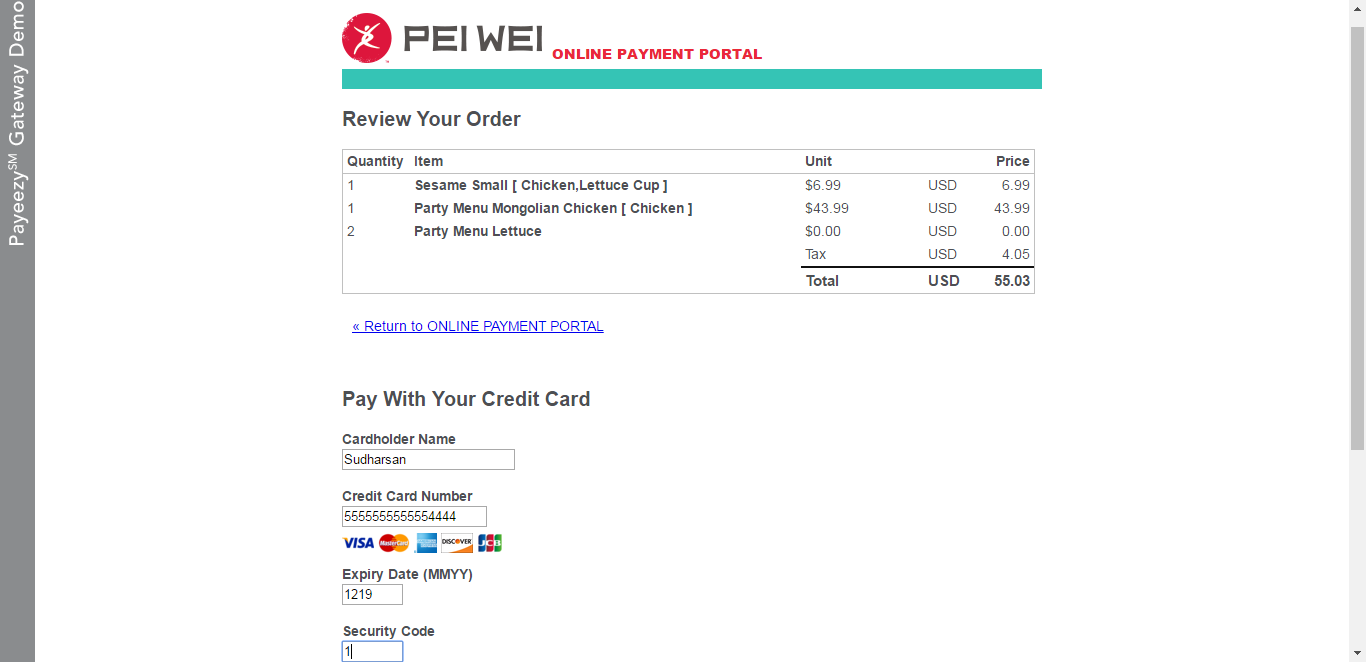 Payeezy℠ Gateway Demo
PEI WEI ONLINE PAYMENT PORTAL
Review Your Order
Quantity Item Unit Price
1 Sesame Small [ Chicken,Lettuce Cup ] $6.99 USD 6.99
1 Party Menu Mongolian Chicken [ Chicken ] $43.99 USD 43.99
2 Party Menu Lettuce $0.00 USD 0.00
Tax USD 4.05
Total USD 55.03
« Return to ONLINE PAYMENT PORTAL
Pay With Your Credit Card
Cardholder Name
Sudharsan
Credit Card Number
5555555555554444
VISA MasterCard AMERICAN EXPRESS DISCOVER JCB
Expiry Date (MMYY)
1219
Security Code
1